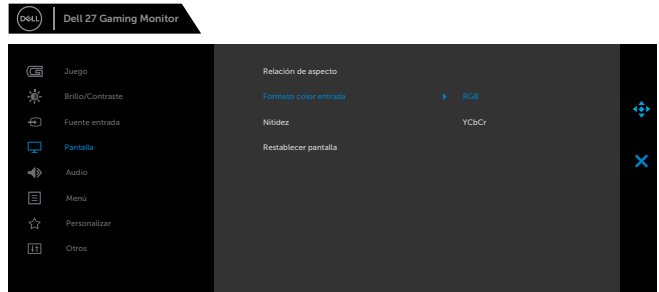 DELL
Dell 27 Gaming Monitor
Juego
Brillo/Contraste
Fuente entrada
Pantalla
Audio
Menú
Personalizar
Otros
Relación de aspecto
Formato color entrada
Nitidez
Restablecer pantalla
RGB
YCbCr